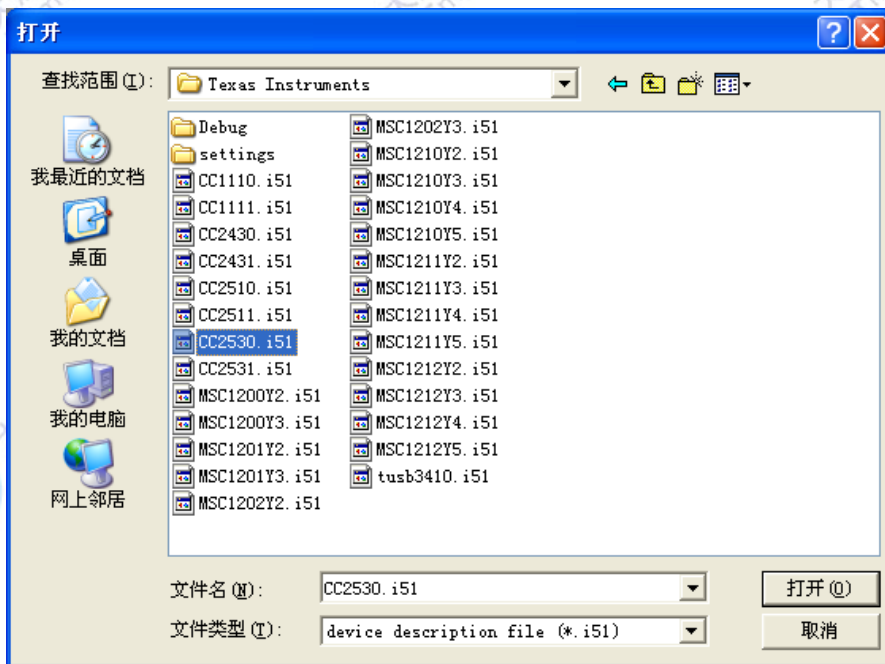 打开
查找范围(I):
Texas Instruments
我最近的文档
桌面
我的文档
我的电脑
网上邻居
Debug
settings
CC1110.i51
CC1111.i51
CC2430.i51
CC2431.i51
CC2510.i51
CC2511.i51
CC2530.i51
CC2531.i51
MSC1200Y2.i51
MSC1200Y3.i51
MSC1201Y2.i51
MSC1201Y3.i51
MSC1202Y2.i51
MSC1202Y3.i51
MSC1210Y2.i51
MSC1210Y3.i51
MSC1210Y4.i51
MSC1210Y5.i51
MSC1211Y2.i51
MSC1211Y3.i51
MSC1211Y4.i51
MSC1211Y5.i51
MSC1212Y2.i51
MSC1212Y3.i51
MSC1212Y4.i51
MSC1212Y5.i51
tusb3410.i51
文件名(N):
CC2530.i51
打开(O)
文件类型(T):
device description file (*.i51)
取消